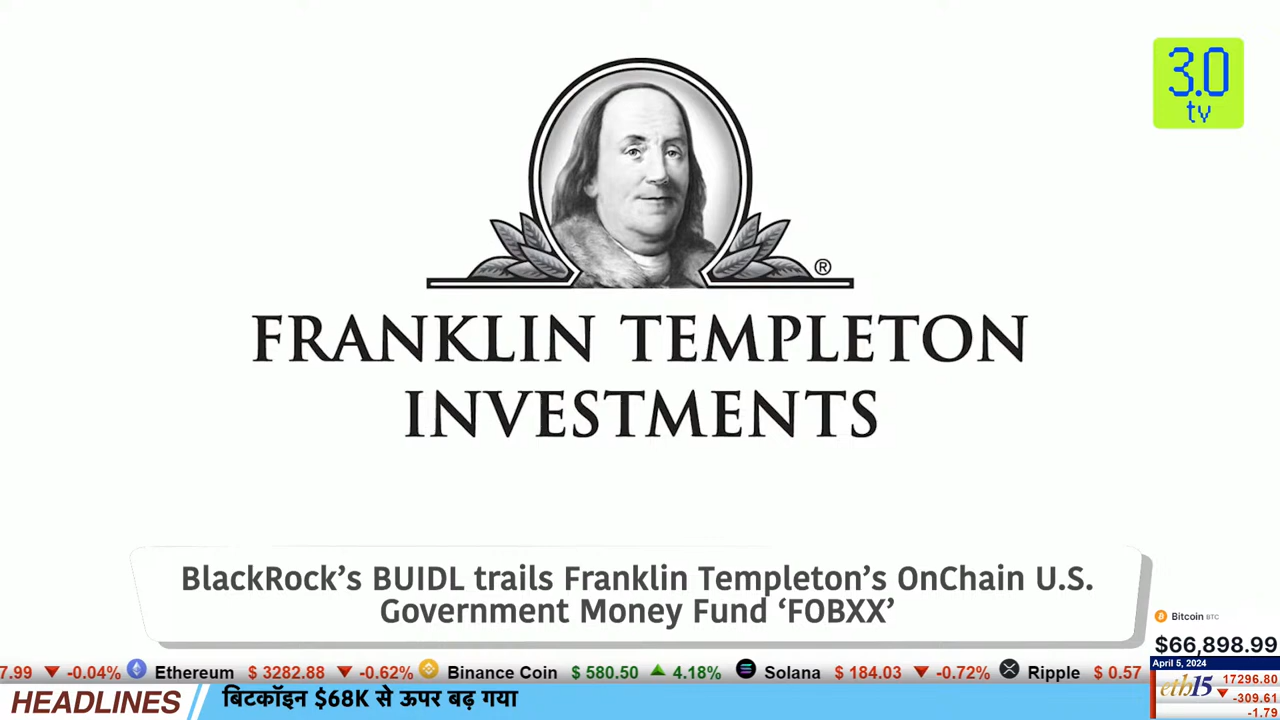 3.0
tv
®
FRANKLIN TEMPLETON
INVESTMENTS
BlackRock's BUIDL trails Franklin Templeton's OnChain U.S.
Government Money Fund ‘FOBXX’
Bitcoin BTC
$66,898.99
7.99 ▼ -0.04% Ethereum $ 3282.88 ▼ -0.62% Binance Coin $ 580.50 ▲ 4.18% Solana $ 184.03 ▼ -0.72% Ripple $ 0.57
April 5, 2024
eth15 17296.80
▼ -309.61
-1.79
HEADLINES बिटकॉइन $68K से ऊपर बढ़ गया